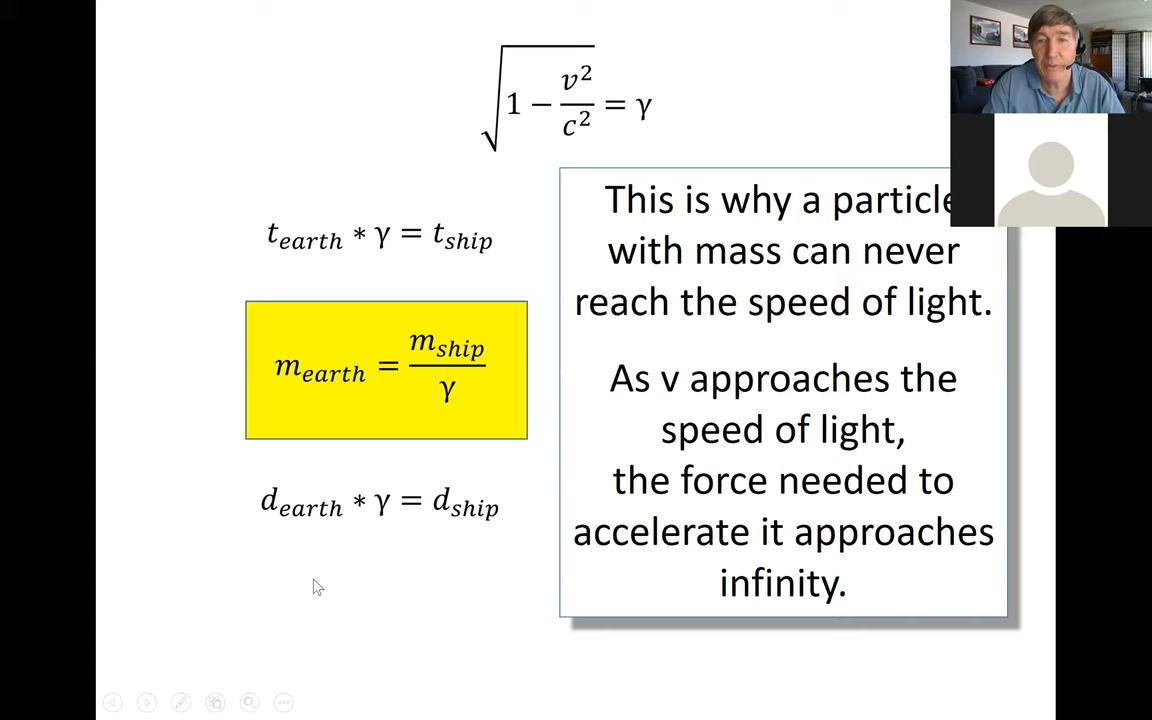 √(1 − v²/c²) = γ
t_earth * γ = t_ship
m_earth = m_ship/γ
d_earth * γ = d_ship
This is why a particle
with mass can never
reach the speed of light.
As v approaches the
speed of light,
the force needed to
accelerate it approaches
infinity.